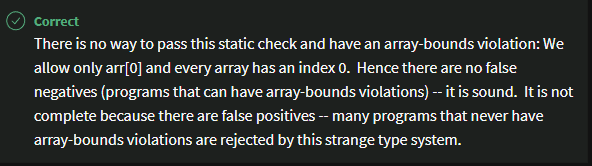 Correct
There is no way to pass this static check and have an array-bounds violation: We
allow only arr[0] and every array has an index 0.  Hence there are no false
negatives (programs that can have array-bounds violations) -- it is sound.  It is not
complete because there are false positives -- many programs that never have
array-bounds violations are rejected by this strange type system.